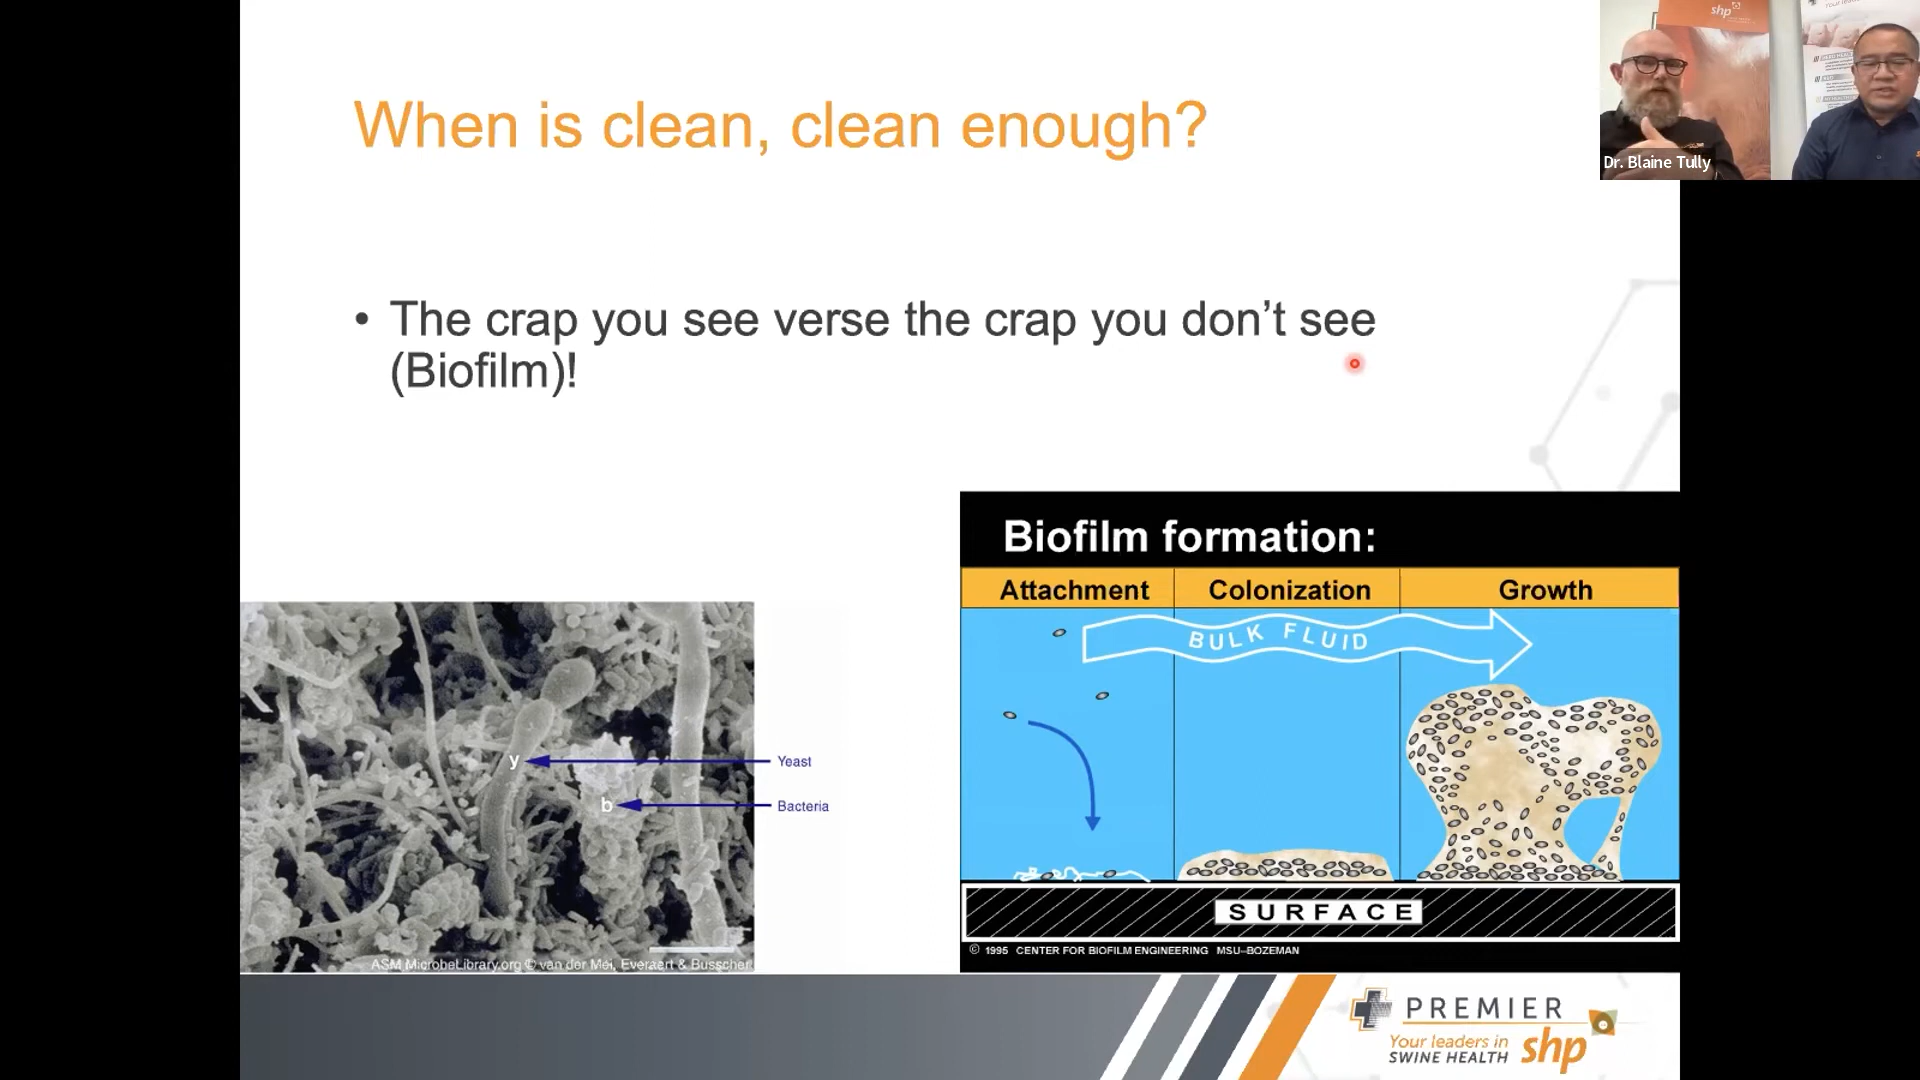 When is clean, clean enough?
• The crap you see verse the crap you don’t see
(Biofilm)!
shp
Dr. Blaine Tully
Biofilm formation:
Attachment Colonization Growth
BULK FLUID
SURFACE
© 1995 CENTER FOR BIOFILM ENGINEERING MSU–BOZEMAN
y
Yeast
b
Bacteria
ASM MicrobeLibrary.org © van der Mei, Everaert & Busscher
PREMIER
Your leaders in
SWINE HEALTH
shp